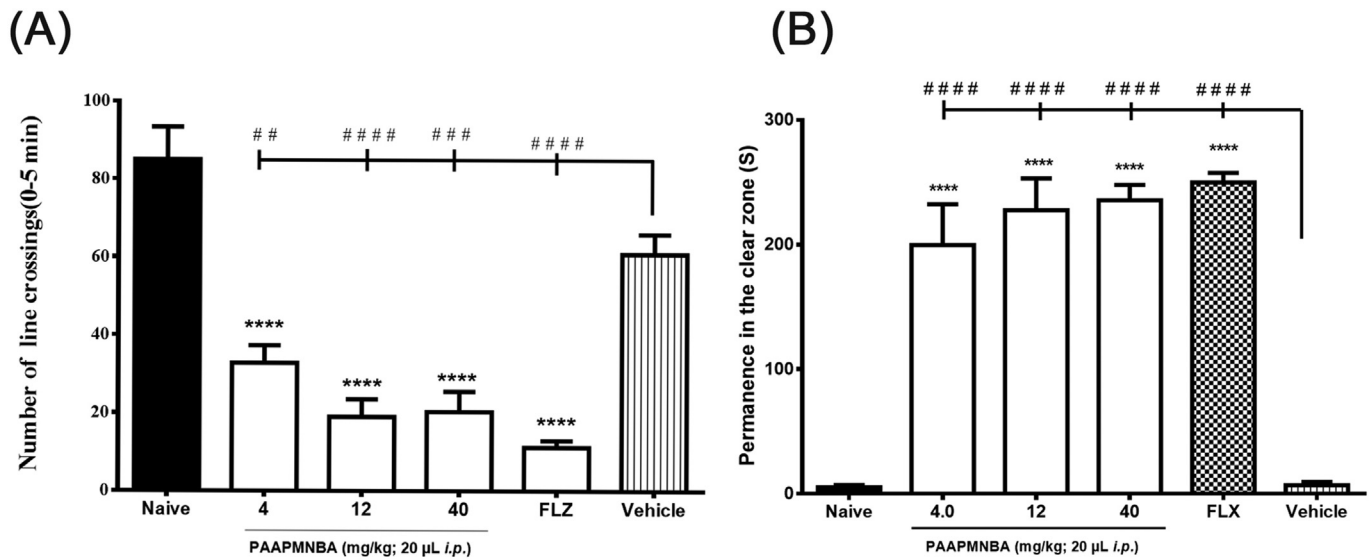 (A)
Number of line crossings(0-5 min)
100
80
60
40
20
0
# #
# # # #
# # #
# # # #
****
****
****
****
Naive
4
12
40
FLZ
Vehicle
PAAPMNBA (mg/kg; 20 µL i.p.)
(B)
Permanence in the clear zone (S)
300
200
100
0
# # # #
# # # #
# # # #
# # # #
****
****
****
****
Naive
4.0
12
40
FLX
Vehicle
PAAPMNBA (mg/kg; 20 µL i.p.)